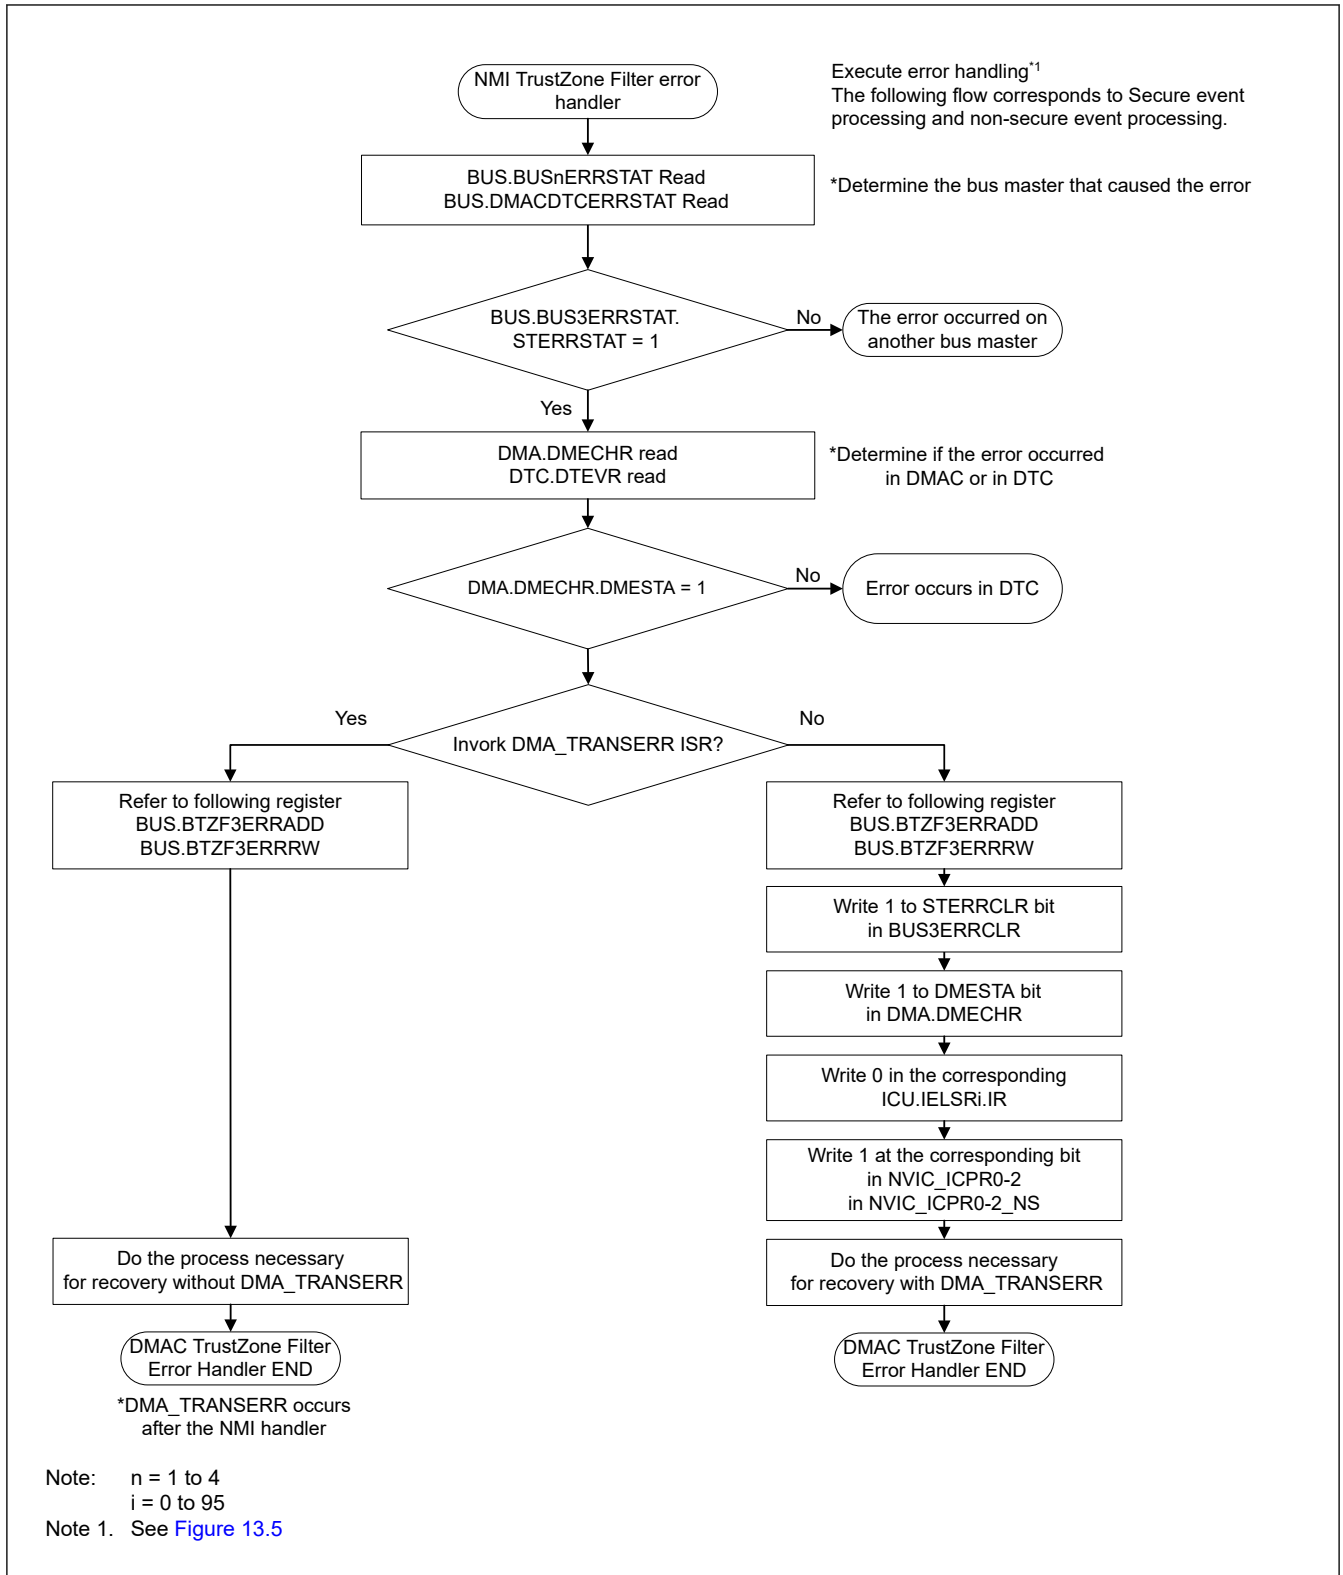 NMI TrustZone Filter error
handler
Execute error handling*1
The following flow corresponds to Secure event
processing and non-secure event processing.
BUS.BUSnERRSTAT Read
BUS.DMACDTCERRSTAT Read
*Determine the bus master that caused the error
BUS.BUS3ERRSTAT.
STERRSTAT = 1
No
The error occurred on
another bus master
Yes
DMA.DMECHR read
DTC.DTEVR read
*Determine if the error occurred
in DMAC or in DTC
DMA.DMECHR.DMESTA = 1
No
Error occurs in DTC
Yes
Invork DMA_TRANSERR ISR?
No
Refer to following register
BUS.BTZF3ERRADD
BUS.BTZF3ERRRW
Refer to following register
BUS.BTZF3ERRADD
BUS.BTZF3ERRRW
Write 1 to STERRCLR bit
in BUS3ERRCLR
Write 1 to DMESTA bit
in DMA.DMECHR
Write 0 in the corresponding
ICU.IELSRi.IR
Write 1 at the corresponding bit
in NVIC_ICPR0-2
in NVIC_ICPR0-2_NS
Do the process necessary
for recovery without DMA_TRANSERR
Do the process necessary
for recovery with DMA_TRANSERR
DMAC TrustZone Filter
Error Handler END
DMAC TrustZone Filter
Error Handler END
*DMA_TRANSERR occurs
after the NMI handler
Note: n = 1 to 4
i = 0 to 95
Note 1. See Figure 13.5